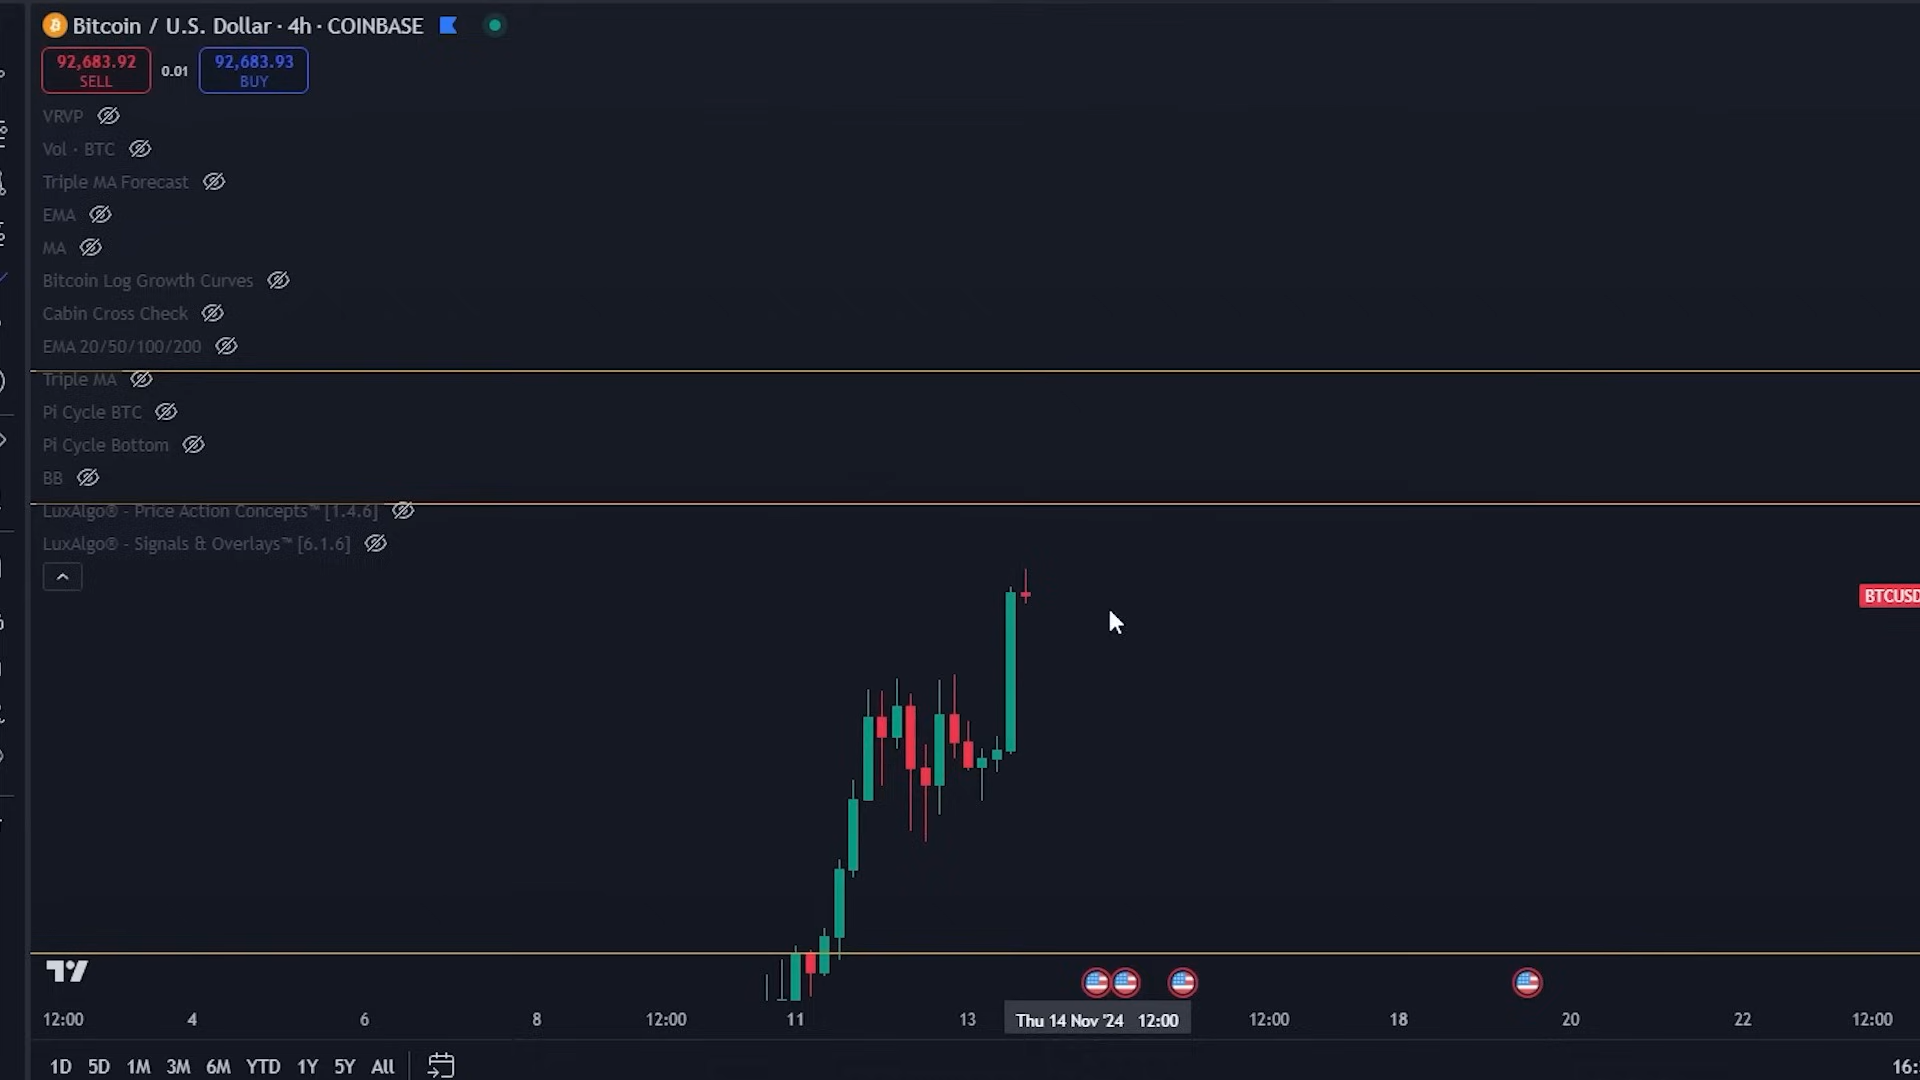 Bitcoin / U.S. Dollar · 4h · COINBASE
92,683.92 SELL 0.01 92,683.93 BUY
VRVP
Vol · BTC
Triple MA Forecast
EMA
MA
Bitcoin Log Growth Curves
Cabin Cross Check
EMA 20/50/100/200
Triple MA
Pi Cycle BTC
Pi Cycle Bottom
BB
LuxAlgo® - Price Action Concepts™ [1.4.6]
LuxAlgo® - Signals & Overlays™ [6.1.6]
BTCUSD
12:00 4 6 8 12:00 11 13 Thu 14 Nov '24 12:00 12:00 18 20 22 12:00
1D 5D 1M 3M 6M YTD 1Y 5Y All 16: